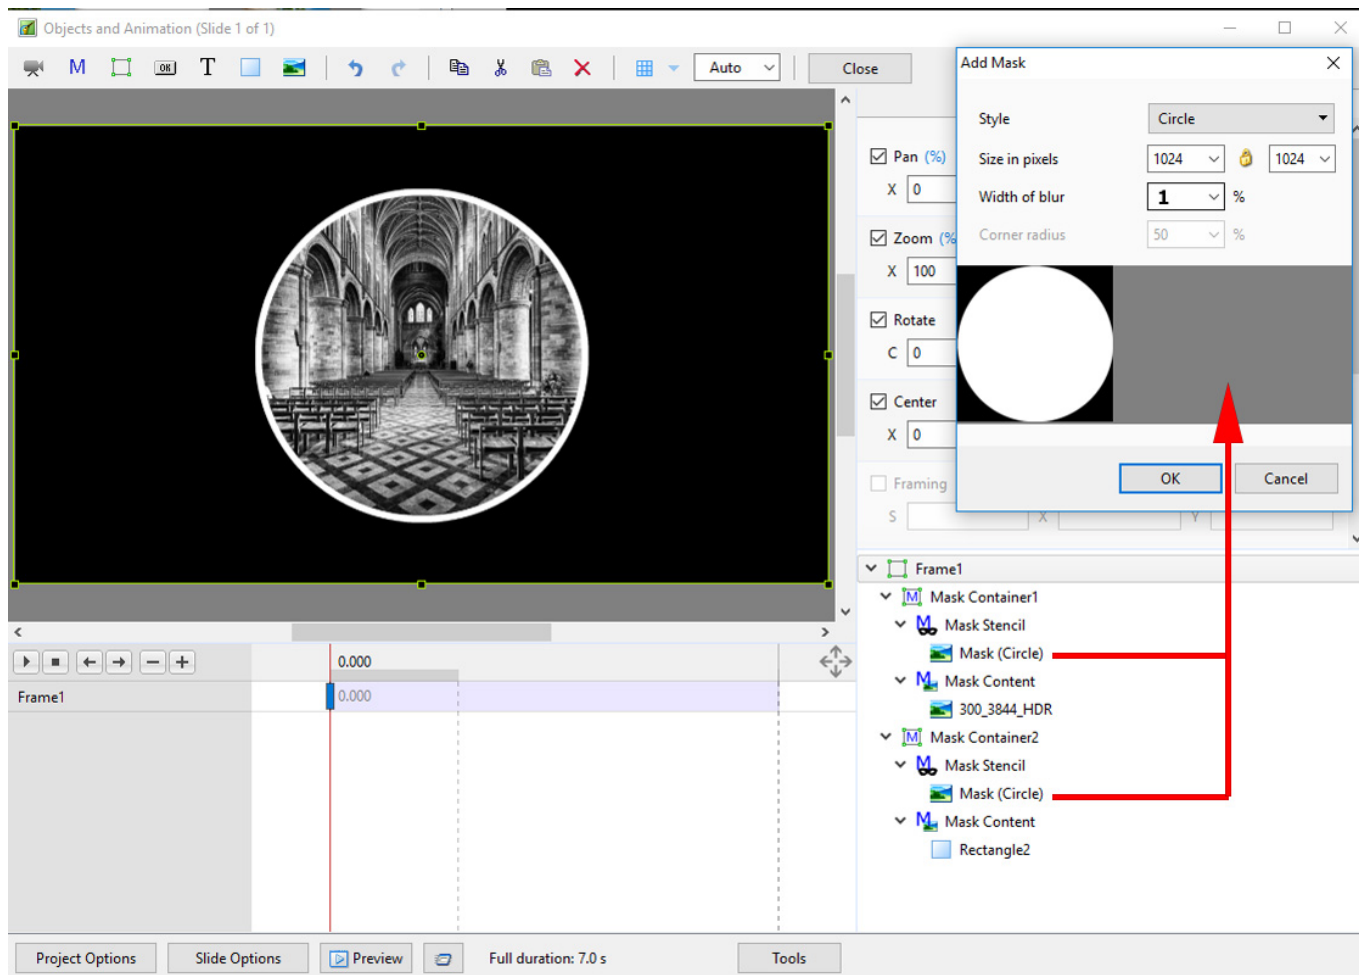 Objects and Animation (Slide 1 of 1)
M OK T Auto Close
Add Mask
Style Circle
Size in pixels 1024 1024
Width of blur 1 %
Corner radius 50 %
OK Cancel
Pan (%)
X 0
Zoom (%
X 100
Rotate
C 0
Center
X 0
Framing
S X Y
Frame1
M Mask Container1
M Mask Stencil
Mask (Circle)
M Mask Content
300_3844_HDR
M Mask Container2
M Mask Stencil
Mask (Circle)
M Mask Content
Rectangle2
0.000
Frame1 0.000
Project Options Slide Options Preview Full duration: 7.0 s Tools